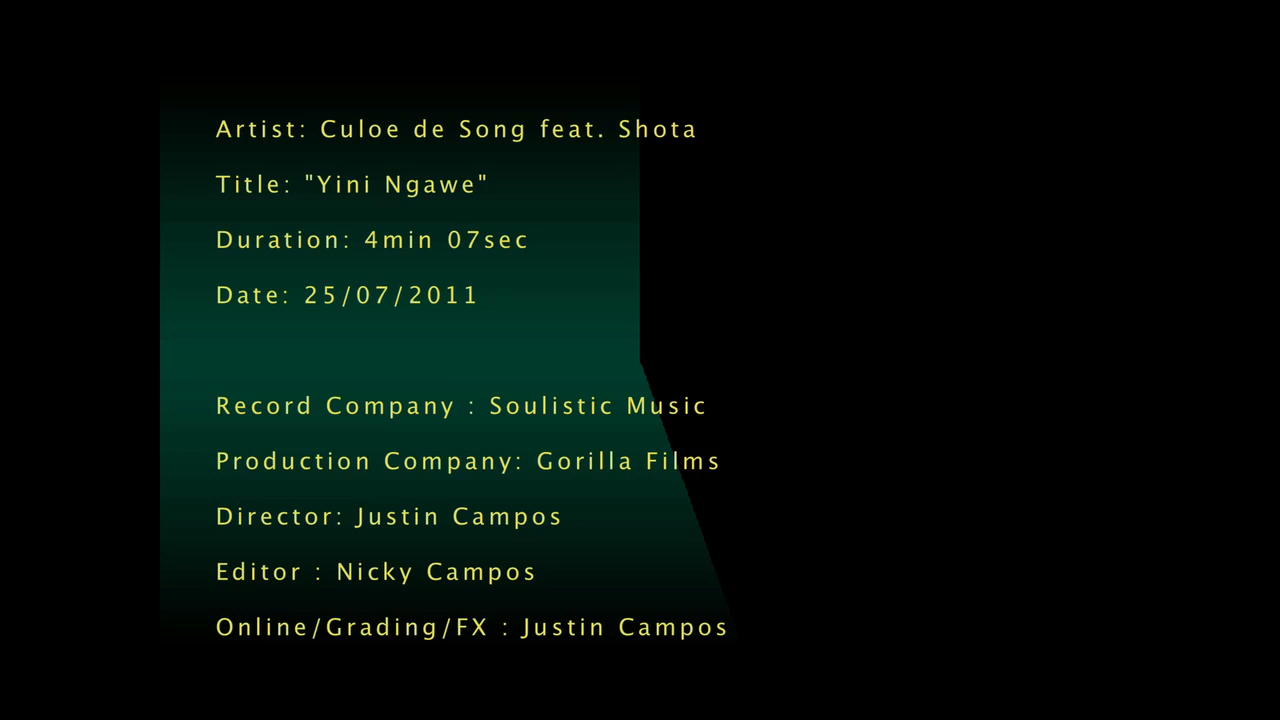 Artist: Culoe de Song feat. Shota
Title: "Yini Ngawe"
Duration: 4min 07sec
Date: 25/07/2011
Record Company : Soulistic Music
Production Company: Gorilla Films
Director: Justin Campos
Editor : Nicky Campos
Online/Grading/FX : Justin Campos